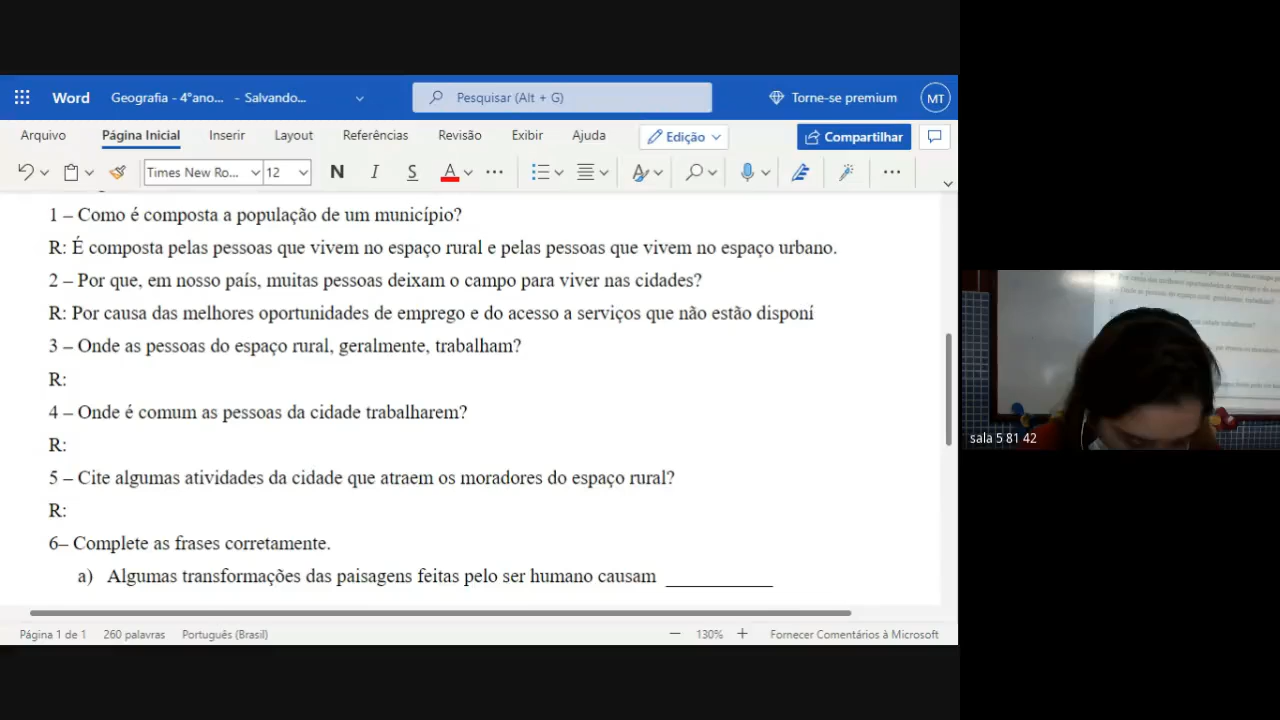 Word Geografia - 4°ano... - Salvando... Pesquisar (Alt + G) Torne-se premium MT
Arquivo Página Inicial Inserir Layout Referências Revisão Exibir Ajuda Edição Compartilhar
Times New Ro... 12 N I S A
1 – Como é composta a população de um município?
R: É composta pelas pessoas que vivem no espaço rural e pelas pessoas que vivem no espaço urbano.
2 – Por que, em nosso país, muitas pessoas deixam o campo para viver nas cidades?
R: Por causa das melhores oportunidades de emprego e do acesso a serviços que não estão disponí
3 – Onde as pessoas do espaço rural, geralmente, trabalham?
R:
4 – Onde é comum as pessoas da cidade trabalharem?
R:
5 – Cite algumas atividades da cidade que atraem os moradores do espaço rural?
R:
6– Complete as frases corretamente.
a) Algumas transformações das paisagens feitas pelo ser humano causam ___________
Página 1 de 1 260 palavras Português (Brasil) 130% Fornecer Comentários à Microsoft
sala 5 81 42